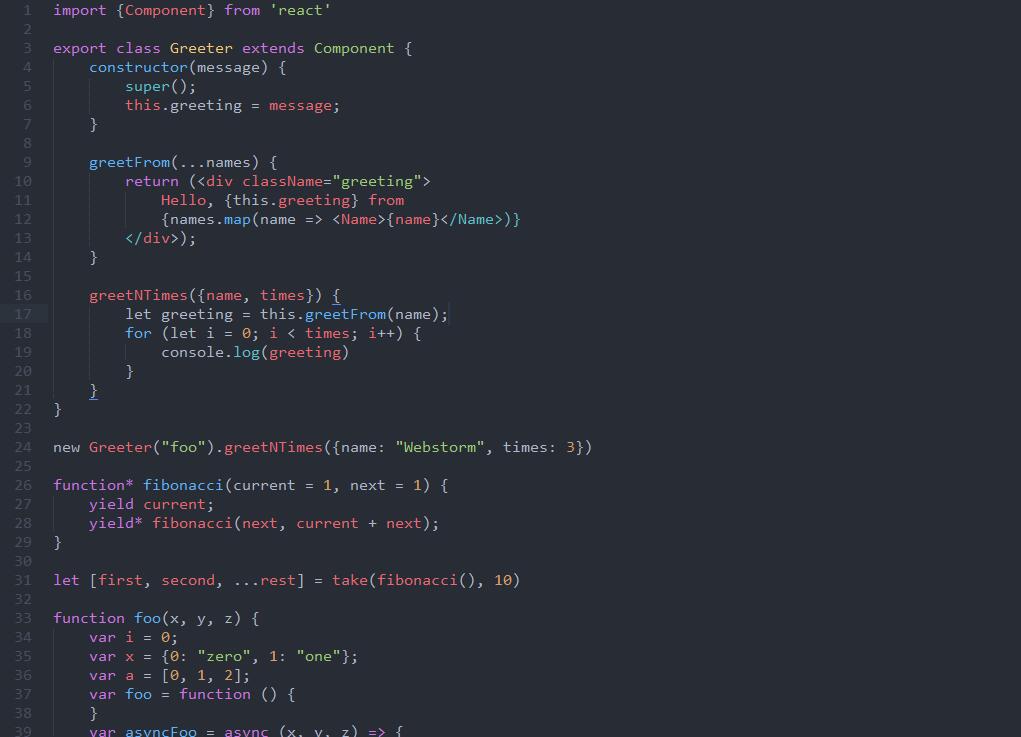 1 import {Component} from 'react'
2
3 export class Greeter extends Component {
4     constructor(message) {
5         super();
6         this.greeting = message;
7     }
8
9     greetFrom(...names) {
10         return (<div className="greeting">
11             Hello, {this.greeting} from
12             {names.map(name => <Name>{name}</Name>)}
13         </div>);
14     }
15
16     greetNTimes({name, times}) {
17         let greeting = this.greetFrom(name);
18         for (let i = 0; i < times; i++) {
19             console.log(greeting)
20         }
21     }
22 }
23
24 new Greeter("foo").greetNTimes({name: "Webstorm", times: 3})
25
26 function* fibonacci(current = 1, next = 1) {
27     yield current;
28     yield* fibonacci(next, current + next);
29 }
30
31 let [first, second, ...rest] = take(fibonacci(), 10)
32
33 function foo(x, y, z) {
34     var i = 0;
35     var x = {0: "zero", 1: "one"};
36     var a = [0, 1, 2];
37     var foo = function () {
38     }
39     var asyncFoo = async (x, y, z) => {